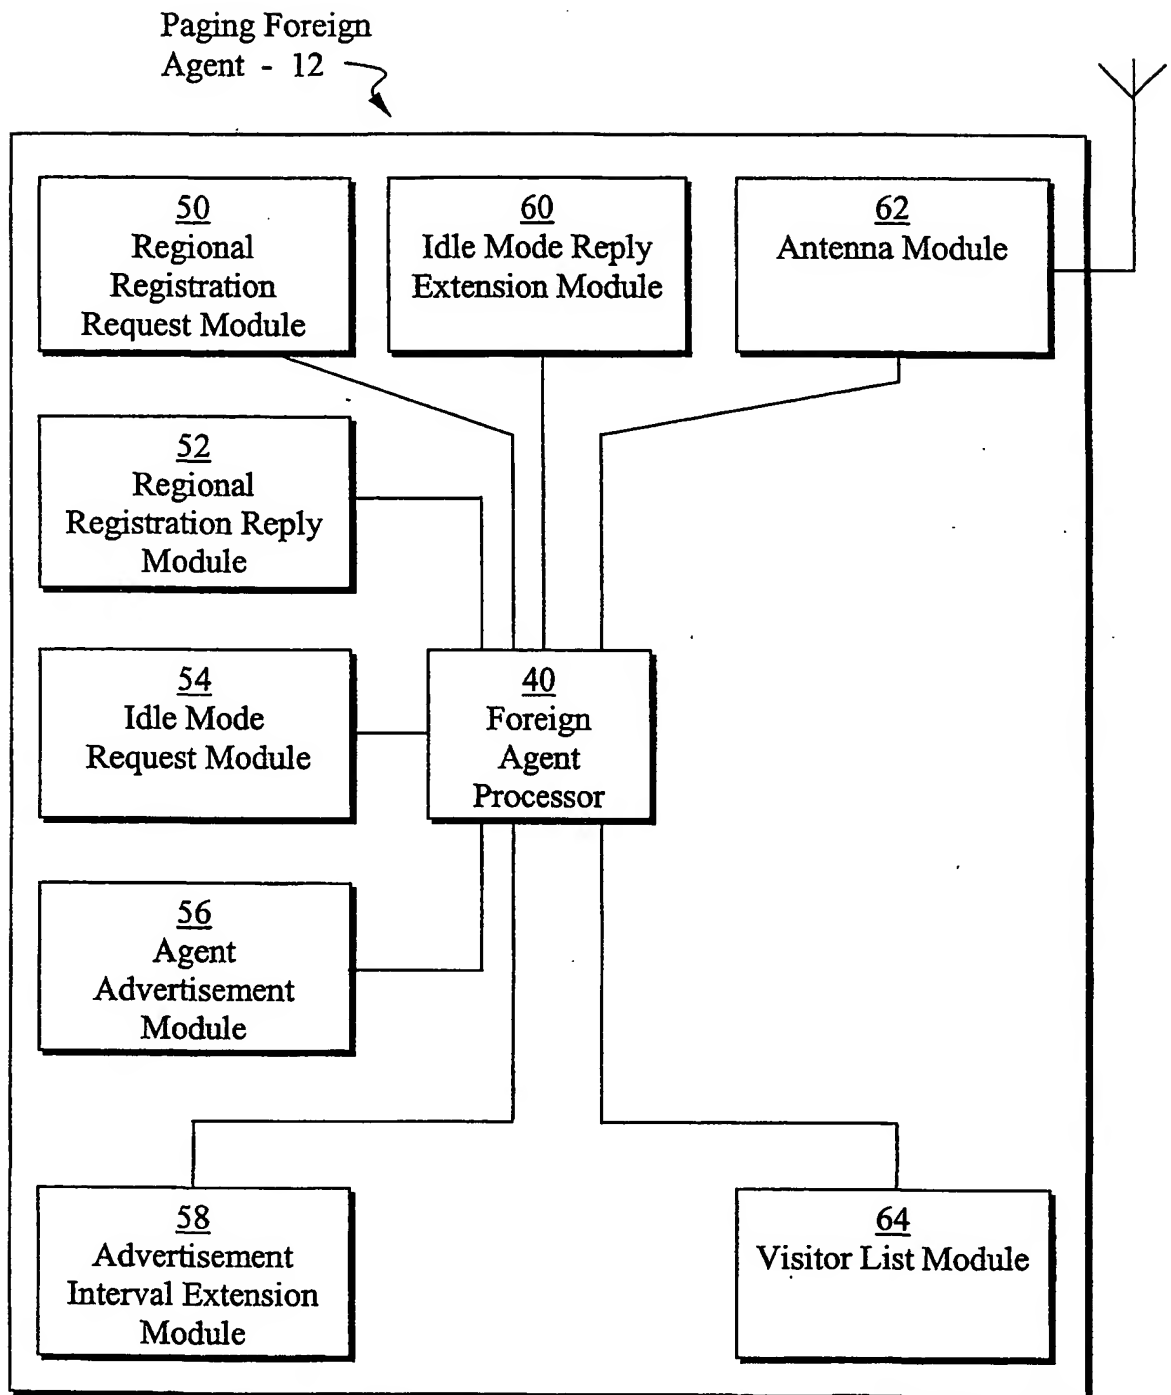 Paging Foreign
Agent - 12
50
Regional
Registration
Request Module
60
Idle Mode Reply
Extension Module
62
Antenna Module
52
Regional
Registration Reply
Module
54
Idle Mode
Request Module
40
Foreign
Agent
Processor
56
Agent
Advertisement
Module
58
Advertisement
Interval Extension
Module
64
Visitor List Module